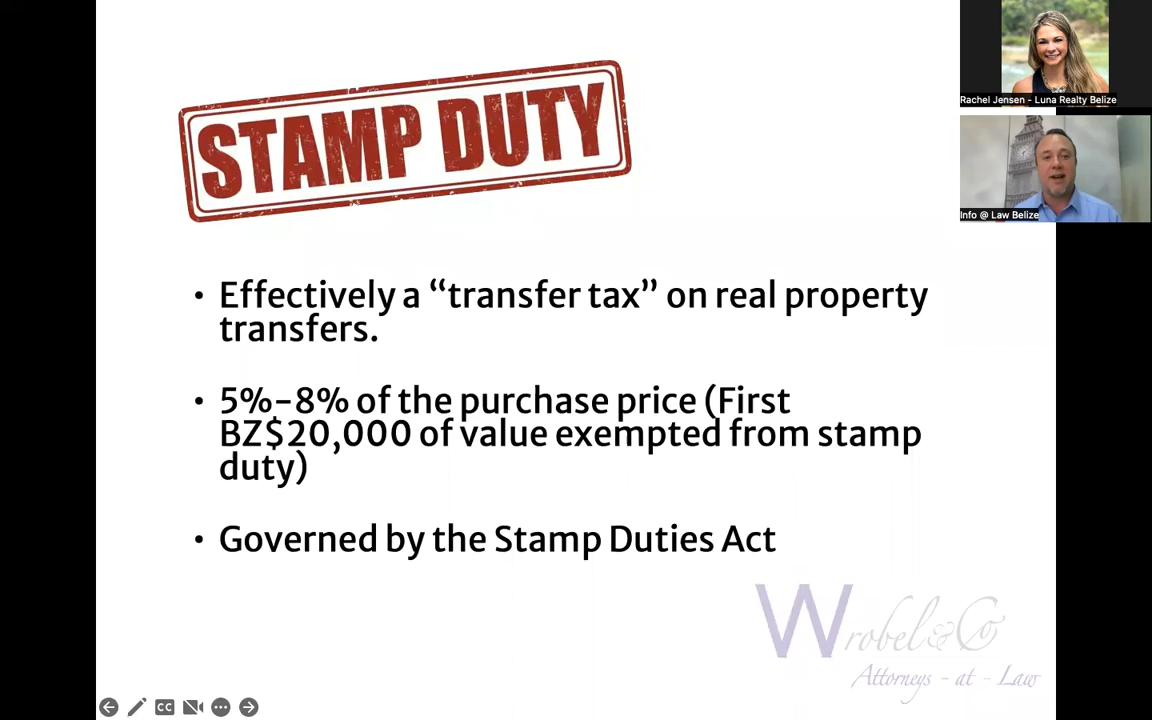 STAMP DUTY
• Effectively a “transfer tax” on real property
transfers.
• 5%-8% of the purchase price (First
BZ$20,000 of value exempted from stamp
duty)
• Governed by the Stamp Duties Act
Wrobel & Co
Attorneys - at - Law
Rachel Jensen - Luna Realty Belize
Info @ Law Belize
CC